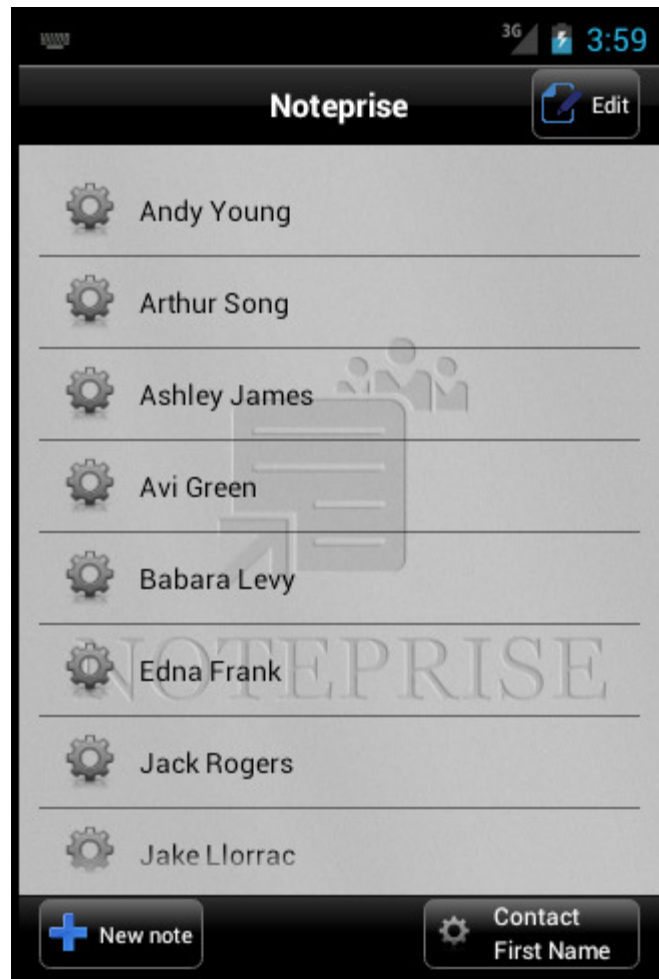 3G 3:59
Noteprise Edit
Andy Young
Arthur Song
Ashley James
Avi Green
Babara Levy
NOTEPRISE
Edna Frank
Jack Rogers
Jake Llorrac
New note
Contact
First Name